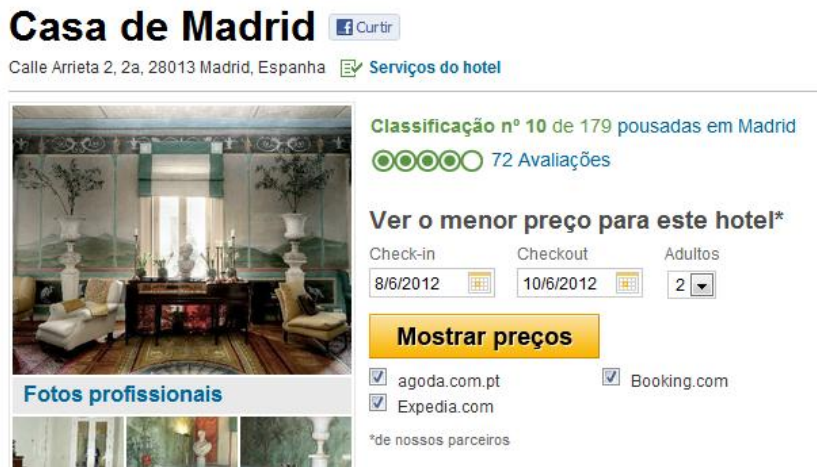 Casa de Madrid
Curtir
Calle Arrieta 2, 2a, 28013 Madrid, Espanha Serviços do hotel
Classificação nº 10 de 179 pousadas em Madrid
72 Avaliações
Ver o menor preço para este hotel*
Check-in Checkout Adultos
8/6/2012 10/6/2012 2
Mostrar preços
agoda.com.pt Booking.com
Expedia.com
*de nossos parceiros
Fotos profissionais